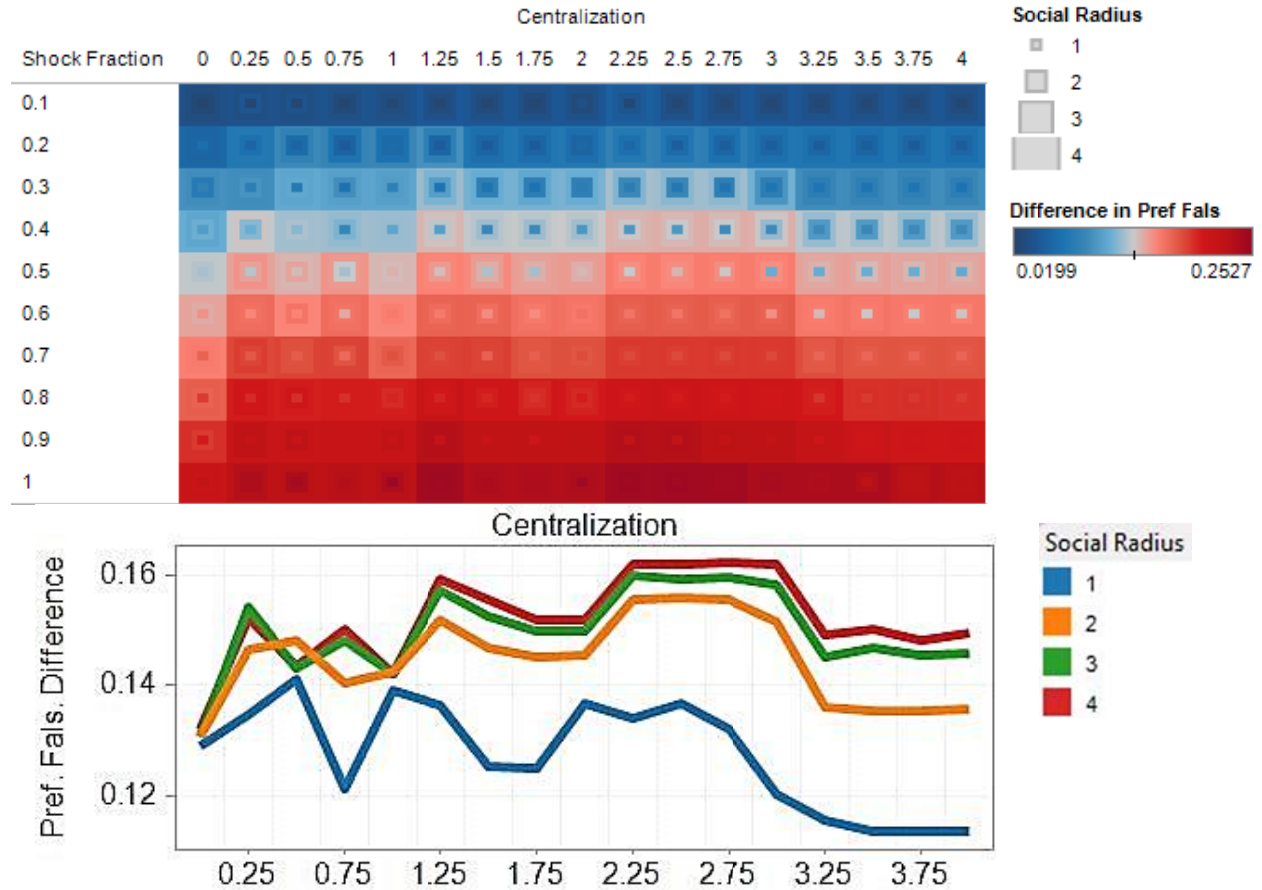 Centralization
Shock Fraction 0 0.25 0.5 0.75 1 1.25 1.5 1.75 2 2.25 2.5 2.75 3 3.25 3.5 3.75 4
0.1
0.2
0.3
0.4
0.5
0.6
0.7
0.8
0.9
1
Social Radius
1
2
3
4
Difference in Pref Fals
0.0199 0.2527
Centralization
Pref. Fals. Difference
0.16
0.14
0.12
0.25 0.75 1.25 1.75 2.25 2.75 3.25 3.75
Social Radius
1
2
3
4